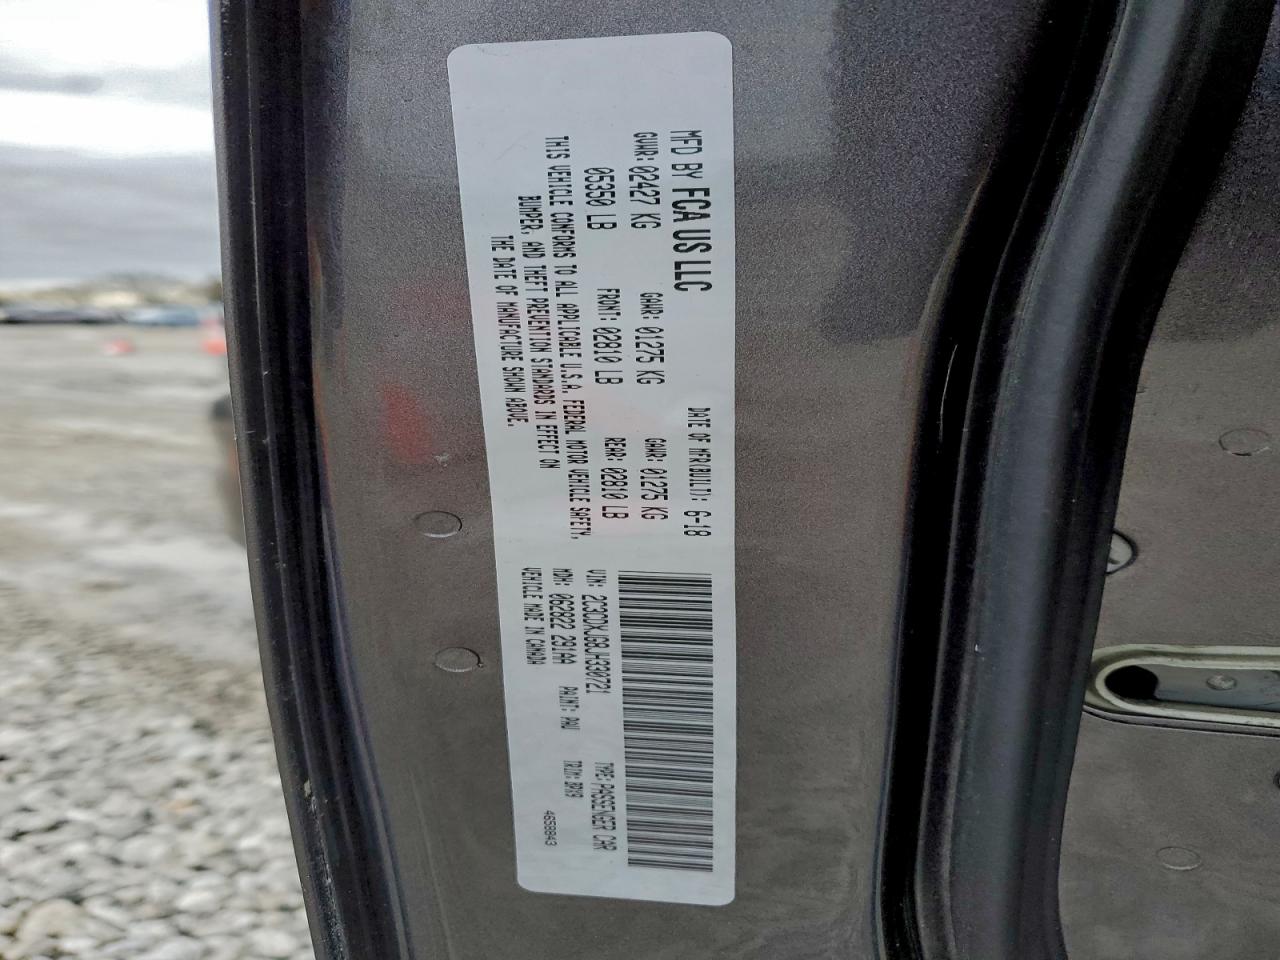 MFD BY FCA US LLC
DATE OF MFR(BUILT): 6-18
GVWR: 02427 KG
GAWR: 01275 KG
GAWR: 01275 KG
05350 LB
FRONT: 02810 LB
REAR: 02810 LB
THIS VEHICLE CONFORMS TO ALL APPLICABLE U.S.A. FEDERAL MOTOR VEHICLE SAFETY,
BUMPER, AND THEFT PREVENTION STANDARDS IN EFFECT ON
THE DATE OF MANUFACTURE SHOWN ABOVE.
VIN: 2C3CDXJG8JH330721
TYPE: PASSENGER CAR
MDH: 062822 291AA
PAINT: PAU
TRIM: BMX9
VEHICLE MADE IN CANADA
4658843